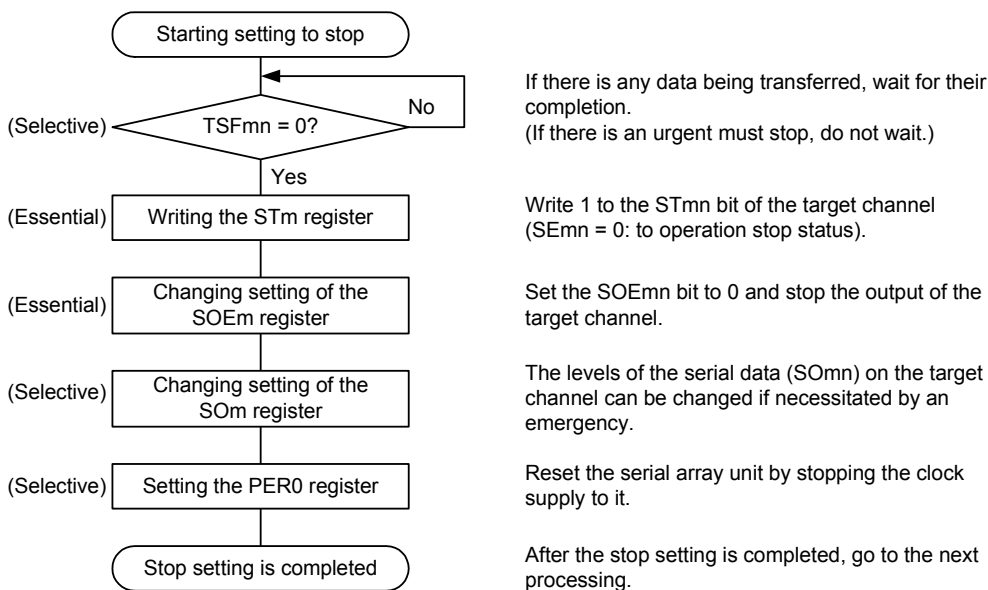 Starting setting to stop
No
If there is any data being transferred, wait for their
completion.
(If there is an urgent must stop, do not wait.)
(Selective)
TSFmn = 0?
Yes
(Essential)
Writing the STm register
Write 1 to the STmn bit of the target channel
(SEmn = 0: to operation stop status).
(Essential)
Changing setting of the
SOEm register
Set the SOEmn bit to 0 and stop the output of the
target channel.
(Selective)
Changing setting of the
SOm register
The levels of the serial data (SOmn) on the target
channel can be changed if necessitated by an
emergency.
(Selective)
Setting the PER0 register
Reset the serial array unit by stopping the clock
supply to it.
Stop setting is completed
After the stop setting is completed, go to the next
processing.